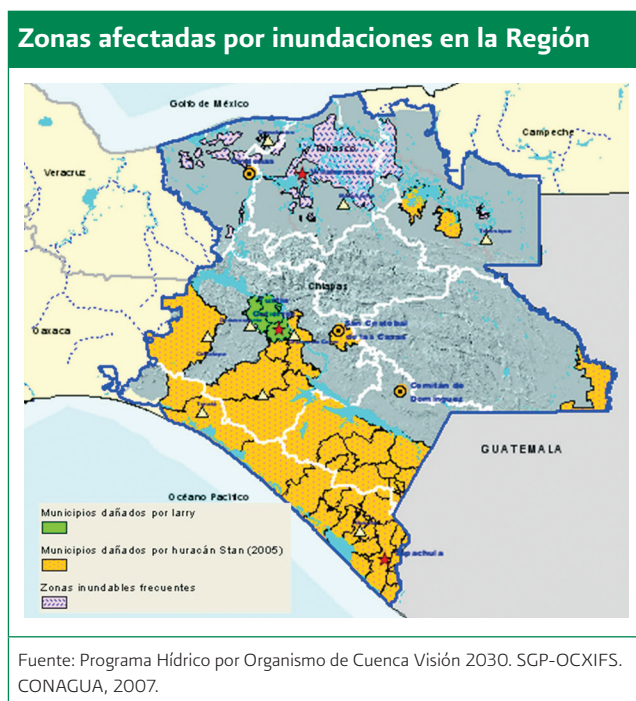 Zonas afectadas por inundaciones en la Región
Golfo de México
Campeche
Tabasco
Veracruz
Chiapas
Oaxaca
San Cristóbal
de las Casas
Comitán de
Domínguez
GUATEMALA
Océano Pacífico
Tapachula
Municipios dañados por larry
Municipios dañados por huracán Stan (2005)
Zonas inundables frecuentes
Fuente: Programa Hídrico por Organismo de Cuenca Visión 2030. SGP-OCXIFS.
CONAGUA, 2007.